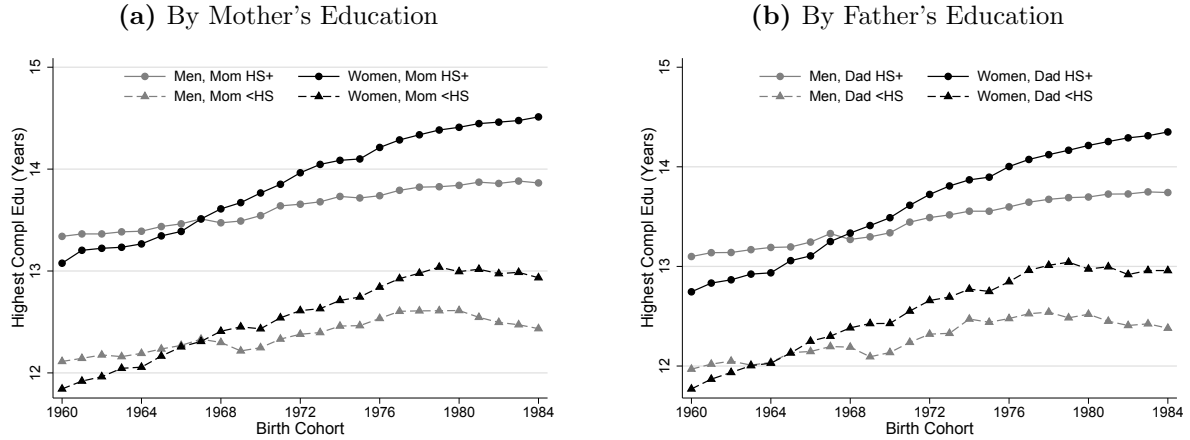 (a) By Mother's Education
Men, Mom HS+ Women, Mom HS+
Men, Mom <HS Women, Mom <HS
Highest Compl Edu (Years)
15
14
13
12
1960 1964 1968 1972 1976 1980 1984
Birth Cohort
(b) By Father's Education
Men, Dad HS+ Women, Dad HS+
Men, Dad <HS Women, Dad <HS
Highest Compl Edu (Years)
15
14
13
12
1960 1964 1968 1972 1976 1980 1984
Birth Cohort